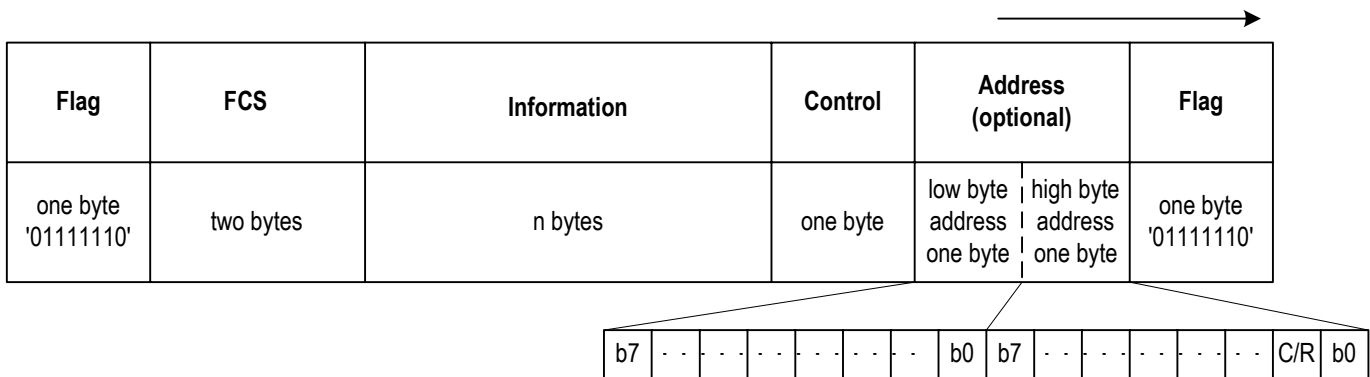 Flag
FCS
Information
Control
Address
(optional)
Flag
one byte
'01111110'
two bytes
n bytes
one byte
low byte
address
one byte
high byte
address
one byte
one byte
'01111110'
b7 - - - - - - - - - - - - b0 b7 - - - - - - - - - - C/R b0